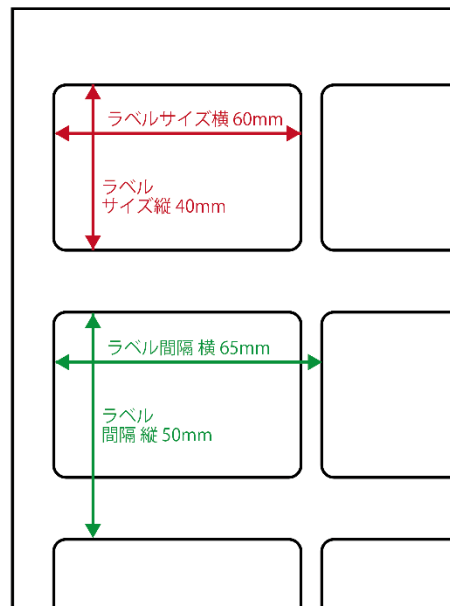 ラベルサイズ横 60mm
ラベル
サイズ縦 40mm
ラベル間隔 横 65mm
ラベル
間隔 縦 50mm